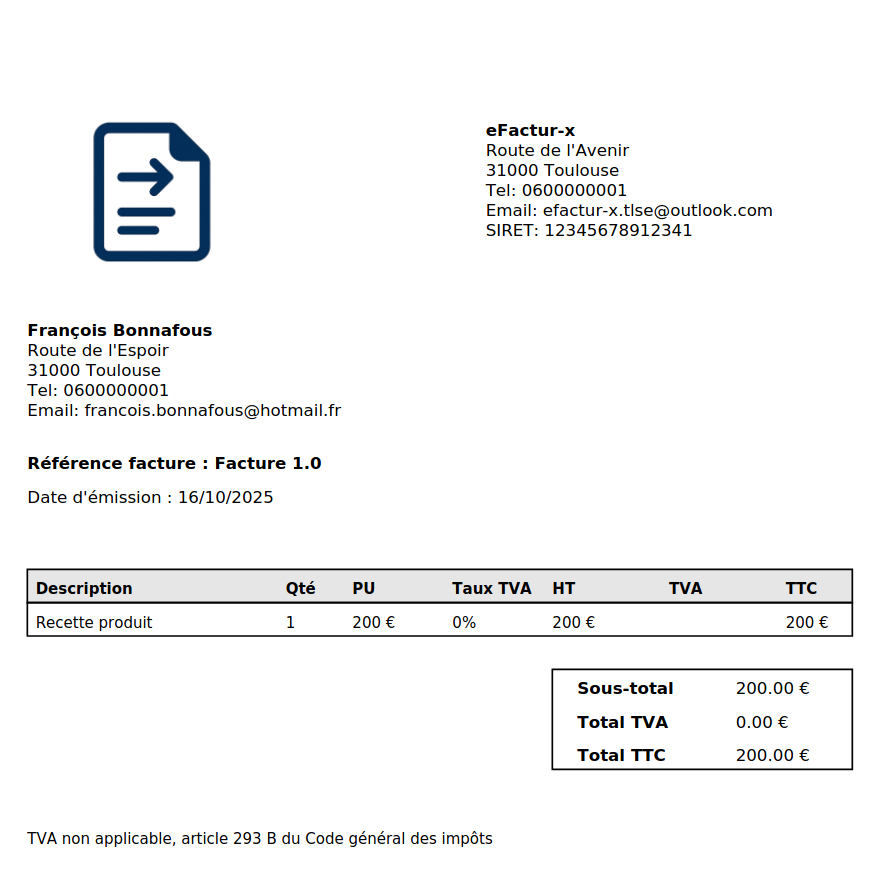 eFactur-x
Route de l'Avenir
31000 Toulouse
Tel: 0600000001
Email: efactur-x.tlse@outlook.com
SIRET: 12345678912341
François Bonnafous
Route de l'Espoir
31000 Toulouse
Tel: 0600000001
Email: francois.bonnafous@hotmail.fr
Référence facture : Facture 1.0
Date d'émission : 16/10/2025
Description Qté PU Taux TVA HT TVA TTC
Recette produit 1 200 € 0% 200 € 200 €
Sous-total 200.00 €
Total TVA 0.00 €
Total TTC 200.00 €
TVA non applicable, article 293 B du Code général des impôts